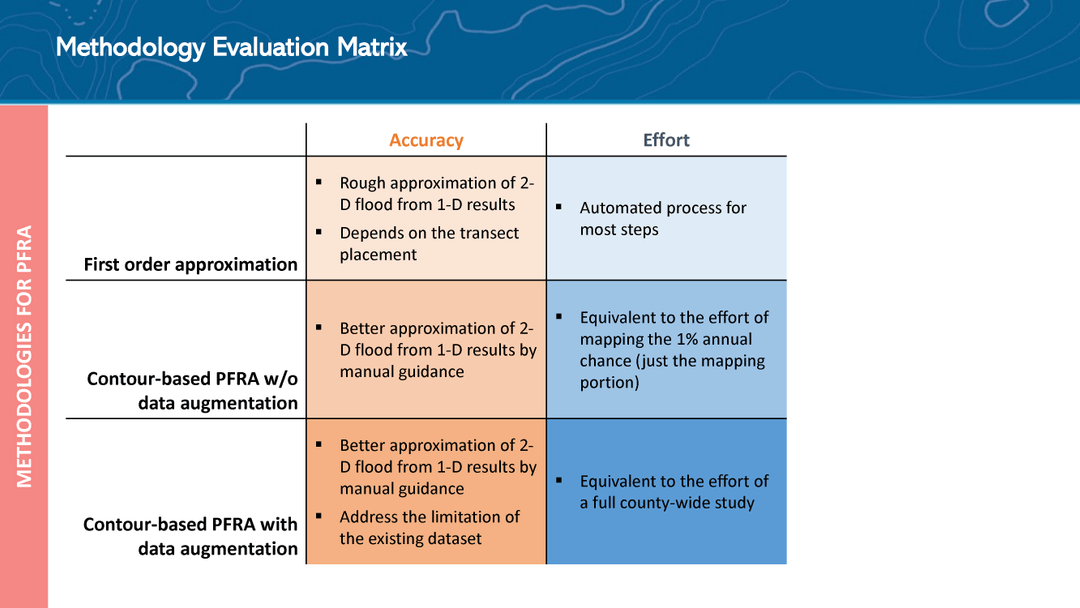 Methodology Evaluation Matrix
METHODOLOGIES FOR PFRA
Accuracy
Effort
First order approximation
▪ Rough approximation of 2-
D flood from 1-D results
▪ Depends on the transect
placement
▪ Automated process for
most steps
Contour-based PFRA w/o
data augmentation
▪ Better approximation of 2-
D flood from 1-D results by
manual guidance
▪ Equivalent to the effort of
mapping the 1% annual
chance (just the mapping
portion)
Contour-based PFRA with
data augmentation
▪ Better approximation of 2-
D flood from 1-D results by
manual guidance
▪ Address the limitation of
the existing dataset
▪ Equivalent to the effort of
a full county-wide study